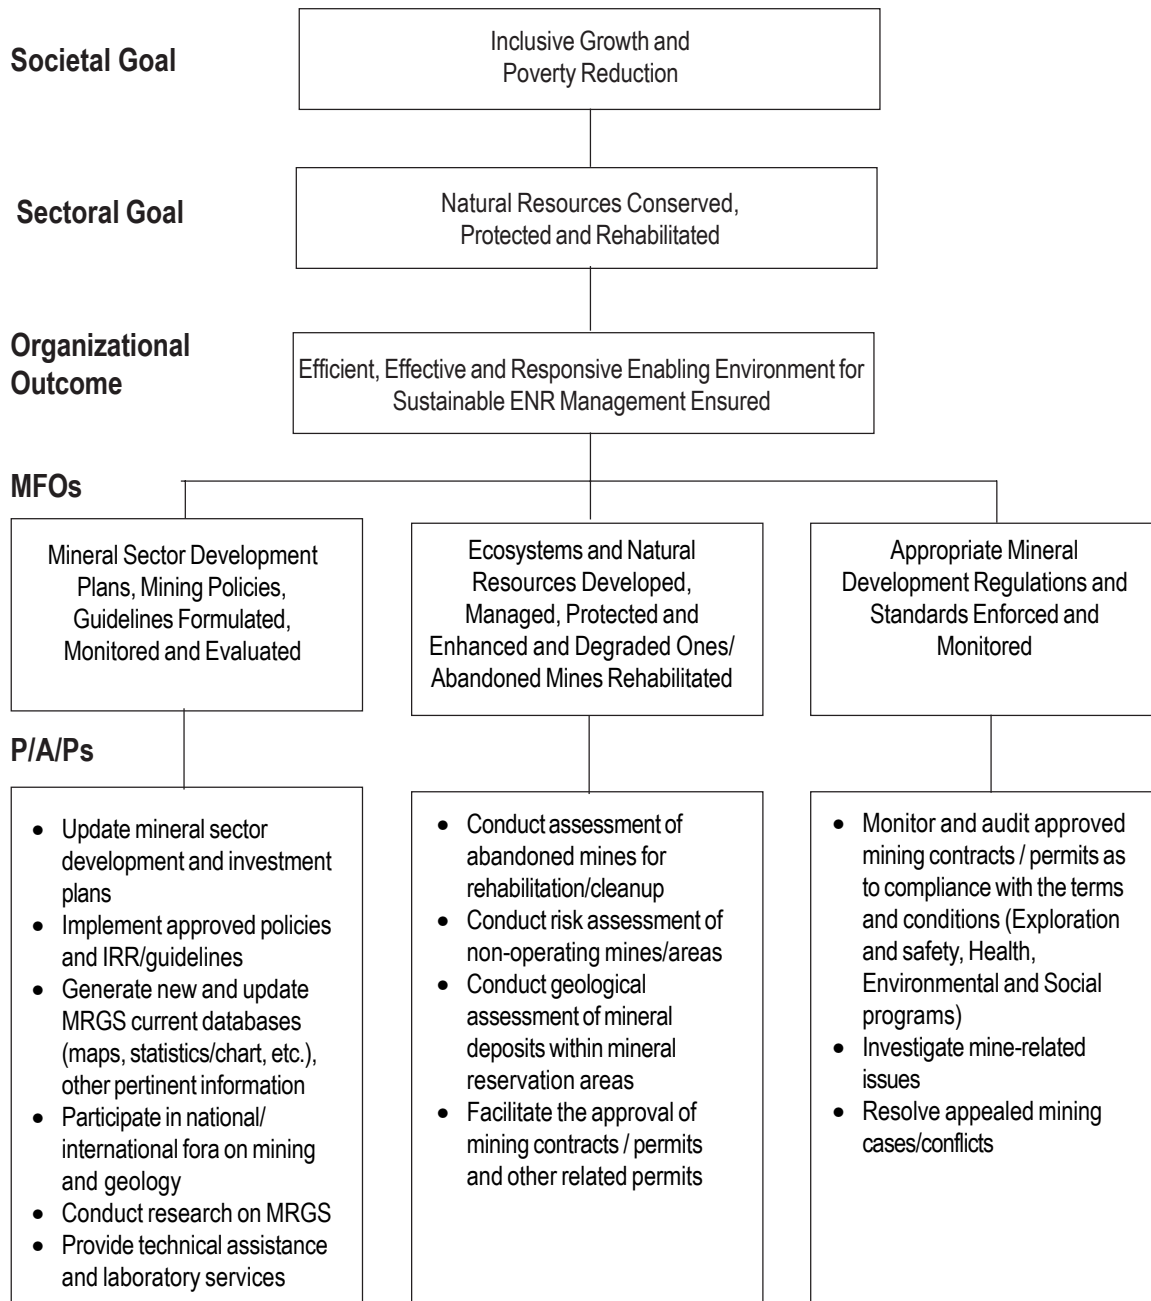 Societal Goal
Inclusive Growth and
Poverty Reduction
Sectoral Goal
Natural Resources Conserved,
Protected and Rehabilitated
Organizational
Outcome
Efficient, Effective and Responsive Enabling Environment for
Sustainable ENR Management Ensured
MFOs
Mineral Sector Development
Plans, Mining Policies,
Guidelines Formulated,
Monitored and Evaluated
Ecosystems and Natural
Resources Developed,
Managed, Protected and
Enhanced and Degraded Ones/
Abandoned Mines Rehabilitated
Appropriate Mineral
Development Regulations and
Standards Enforced and
Monitored
P/A/Ps
• Update mineral sector
development and investment
plans
• Implement approved policies
and IRR/guidelines
• Generate new and update
MRGS current databases
(maps, statistics/chart, etc.),
other pertinent information
• Participate in national/
international fora on mining
and geology
• Conduct research on MRGS
• Provide technical assistance
and laboratory services
• Conduct assessment of
abandoned mines for
rehabilitation/cleanup
• Conduct risk assessment of
non-operating mines/areas
• Conduct geological
assessment of mineral
deposits within mineral
reservation areas
• Facilitate the approval of
mining contracts / permits
and other related permits
• Monitor and audit approved
mining contracts / permits as
to compliance with the terms
and conditions (Exploration
and safety, Health,
Environmental and Social
programs)
• Investigate mine-related
issues
• Resolve appealed mining
cases/conflicts